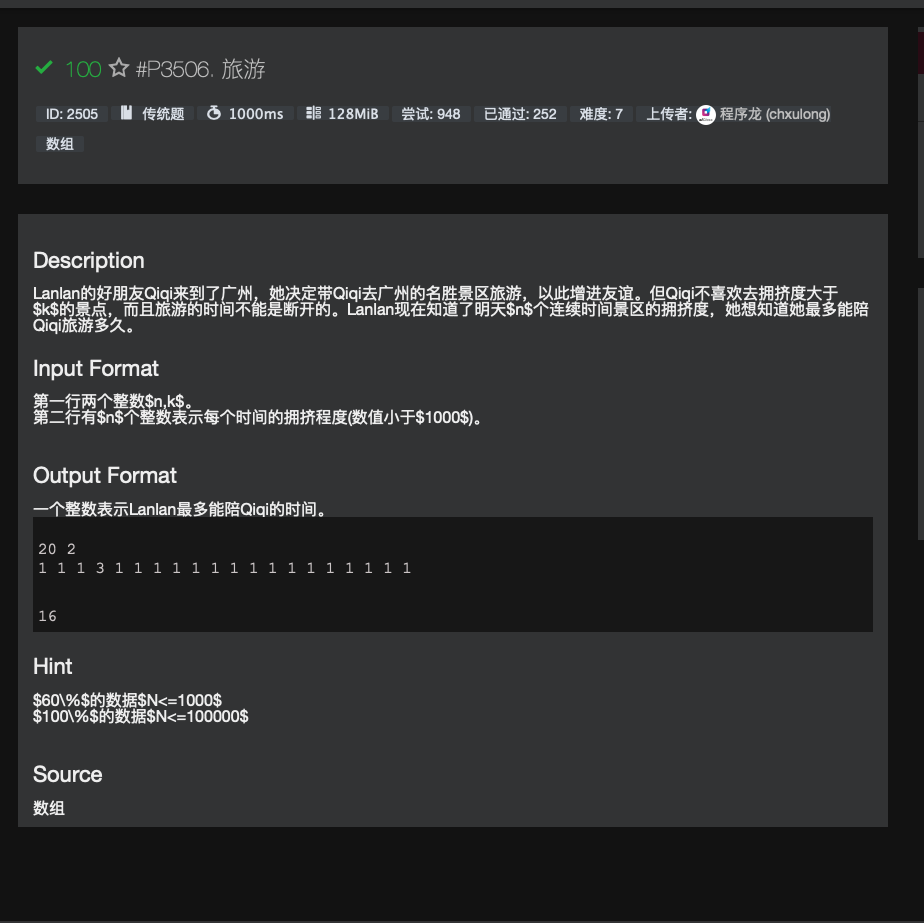 100 #P3506. 旅游
ID: 2505 传统题 1000ms 128MiB 尝试: 948 已通过: 252 难度: 7 上传者: 程序龙 (chxulong)
数组
Description
Lanlan的好朋友Qiqi来到了广州，她决定带Qiqi去广州的名胜景区旅游，以此增进友谊。但Qiqi不喜欢去拥挤度大于
$k$的景点，而且旅游的时间不能是断开的。Lanlan现在知道了明天$n$个连续时间景区的拥挤度，她想知道她最多能陪
Qiqi旅游多久。
Input Format
第一行两个整数$n,k$。
第二行有$n$个整数表示每个时间的拥挤程度(数值小于$1000$)。
Output Format
一个整数表示Lanlan最多能陪Qiqi的时间。
20 2
1 1 1 3 1 1 1 1 1 1 1 1 1 1 1 1 1 1 1 1
16
Hint
$60\%$的数据$N<=1000$
$100\%$的数据$N<=100000$
Source
数组